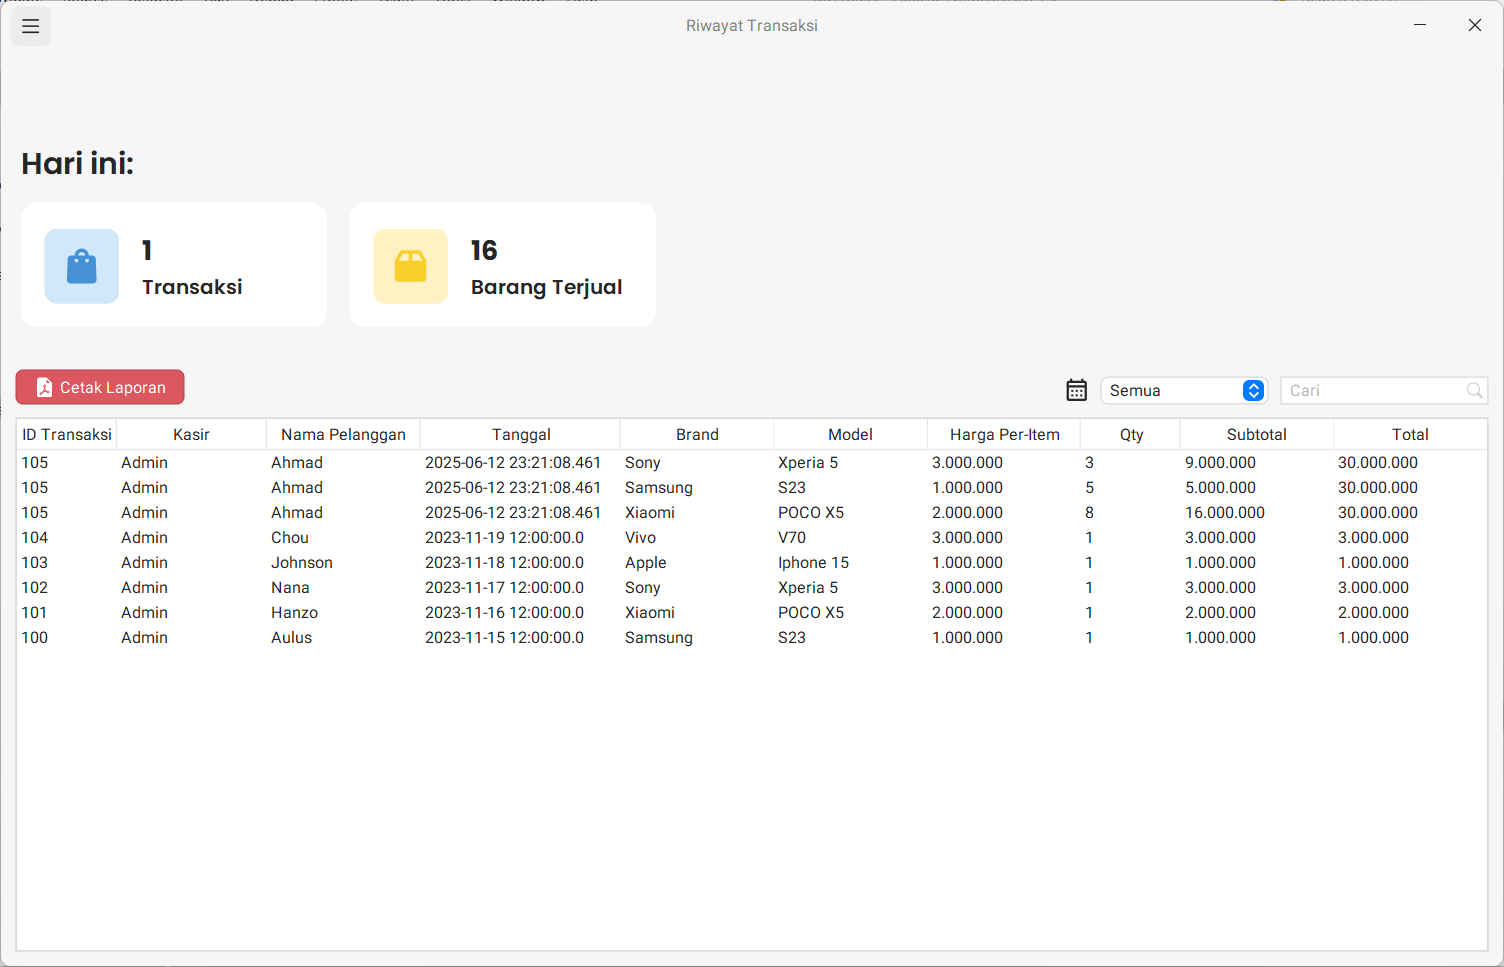 Riwayat Transaksi
Hari ini:
1
Transaksi
16
Barang Terjual
Cetak Laporan
Semua
Cari
ID Transaksi Kasir Nama Pelanggan Tanggal Brand Model Harga Per-Item Qty Subtotal Total
105 Admin Ahmad 2025-06-12 23:21:08.461 Sony Xperia 5 3.000.000 3 9.000.000 30.000.000
105 Admin Ahmad 2025-06-12 23:21:08.461 Samsung S23 1.000.000 5 5.000.000 30.000.000
105 Admin Ahmad 2025-06-12 23:21:08.461 Xiaomi POCO X5 2.000.000 8 16.000.000 30.000.000
104 Admin Chou 2023-11-19 12:00:00.0 Vivo V70 3.000.000 1 3.000.000 3.000.000
103 Admin Johnson 2023-11-18 12:00:00.0 Apple Iphone 15 1.000.000 1 1.000.000 1.000.000
102 Admin Nana 2023-11-17 12:00:00.0 Sony Xperia 5 3.000.000 1 3.000.000 3.000.000
101 Admin Hanzo 2023-11-16 12:00:00.0 Xiaomi POCO X5 2.000.000 1 2.000.000 2.000.000
100 Admin Aulus 2023-11-15 12:00:00.0 Samsung S23 1.000.000 1 1.000.000 1.000.000